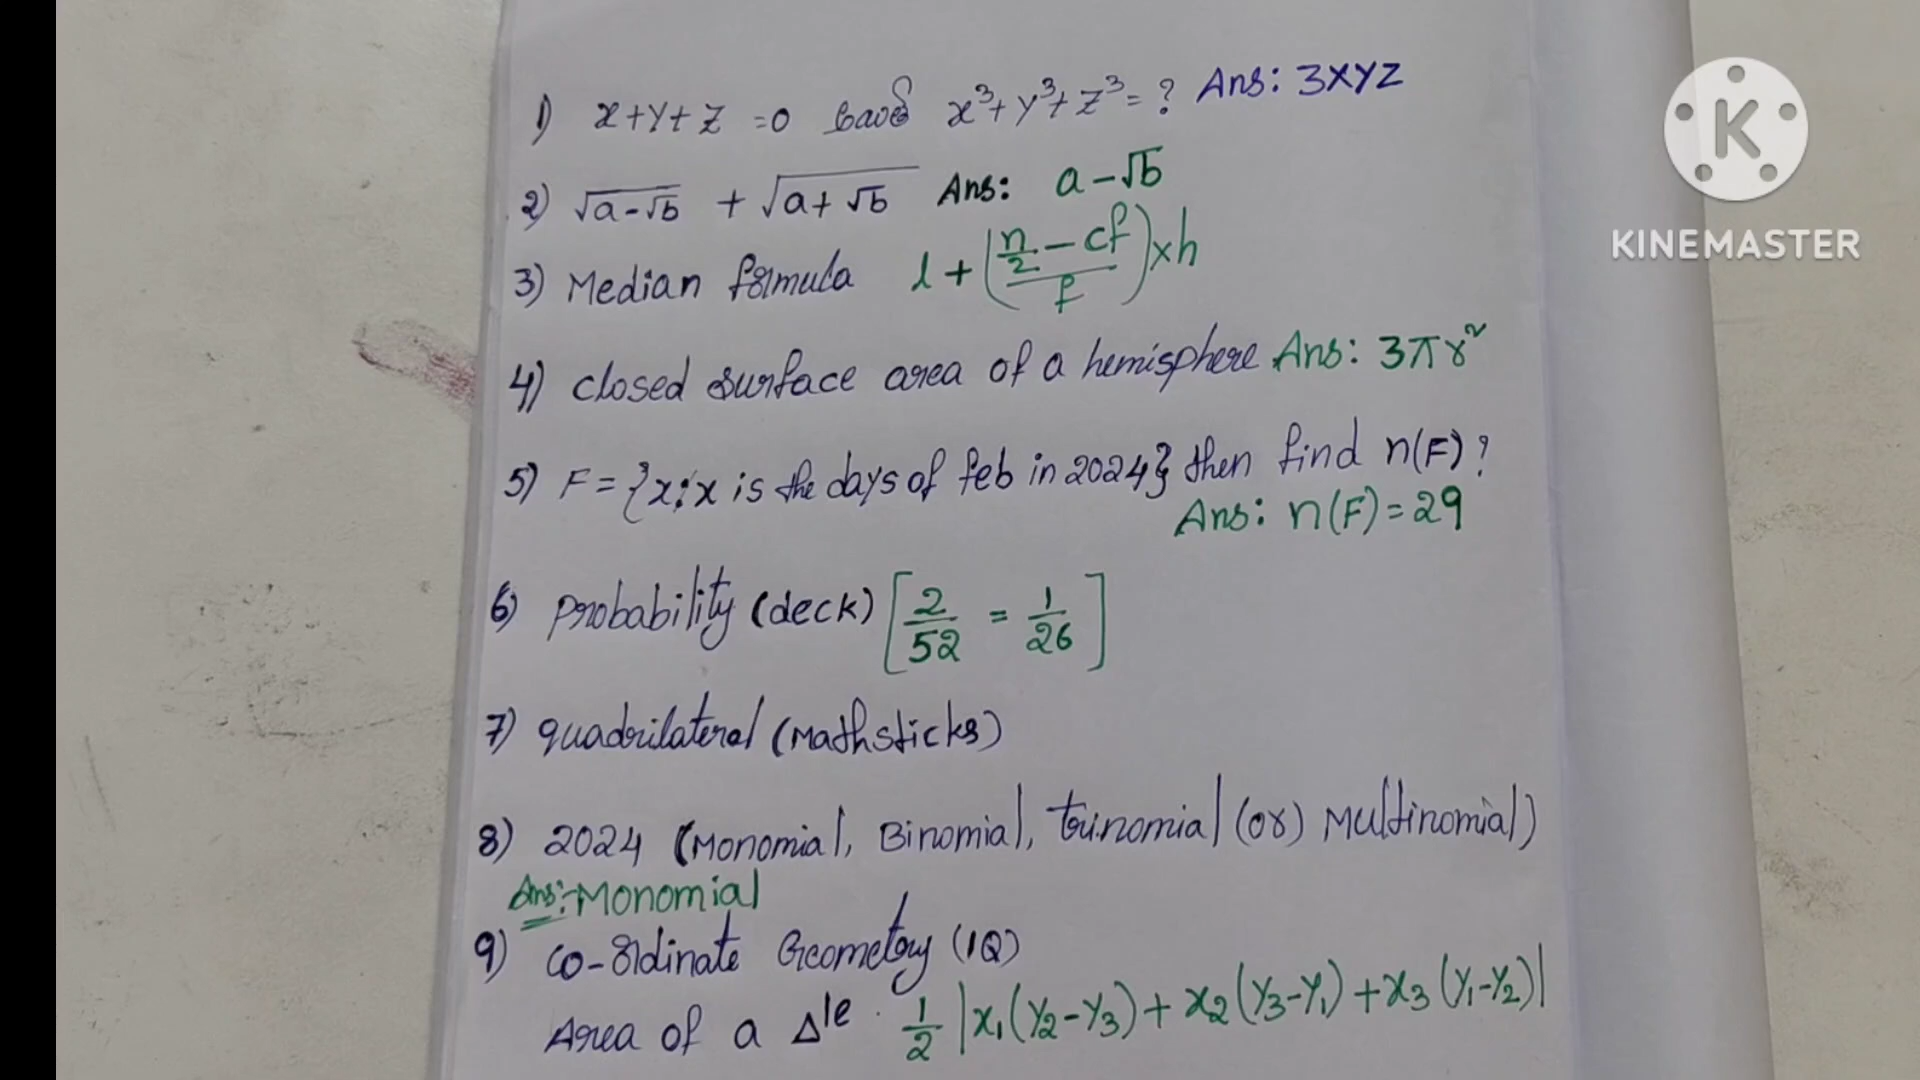 1) x+y+z=0 అయితే x³+y³+z³=? Ans: 3xyz
2) √a-√b + √a+√b Ans: a-√b
3) Median formula l+(n/2-cf/f)×h
4) Closed surface area of a hemisphere Ans: 3πr²
5) F={x:x is the days of feb in 2024} then find n(F)?
Ans: n(F)=29
6) Probability (deck) [2/52 = 1/26]
7) quadrilateral (Mathsticks)
8) 2024 (Monomial, Binomial, trinomial (or) Multinomial)
Ans:-Monomial
9) Co-ordinate Geometry (1Q)
Area of a Δle. 1/2 |x₁(y₂-y₃)+x₂(y₃-y₁)+x₃(y₁-y₂)|
K
KINEMASTER